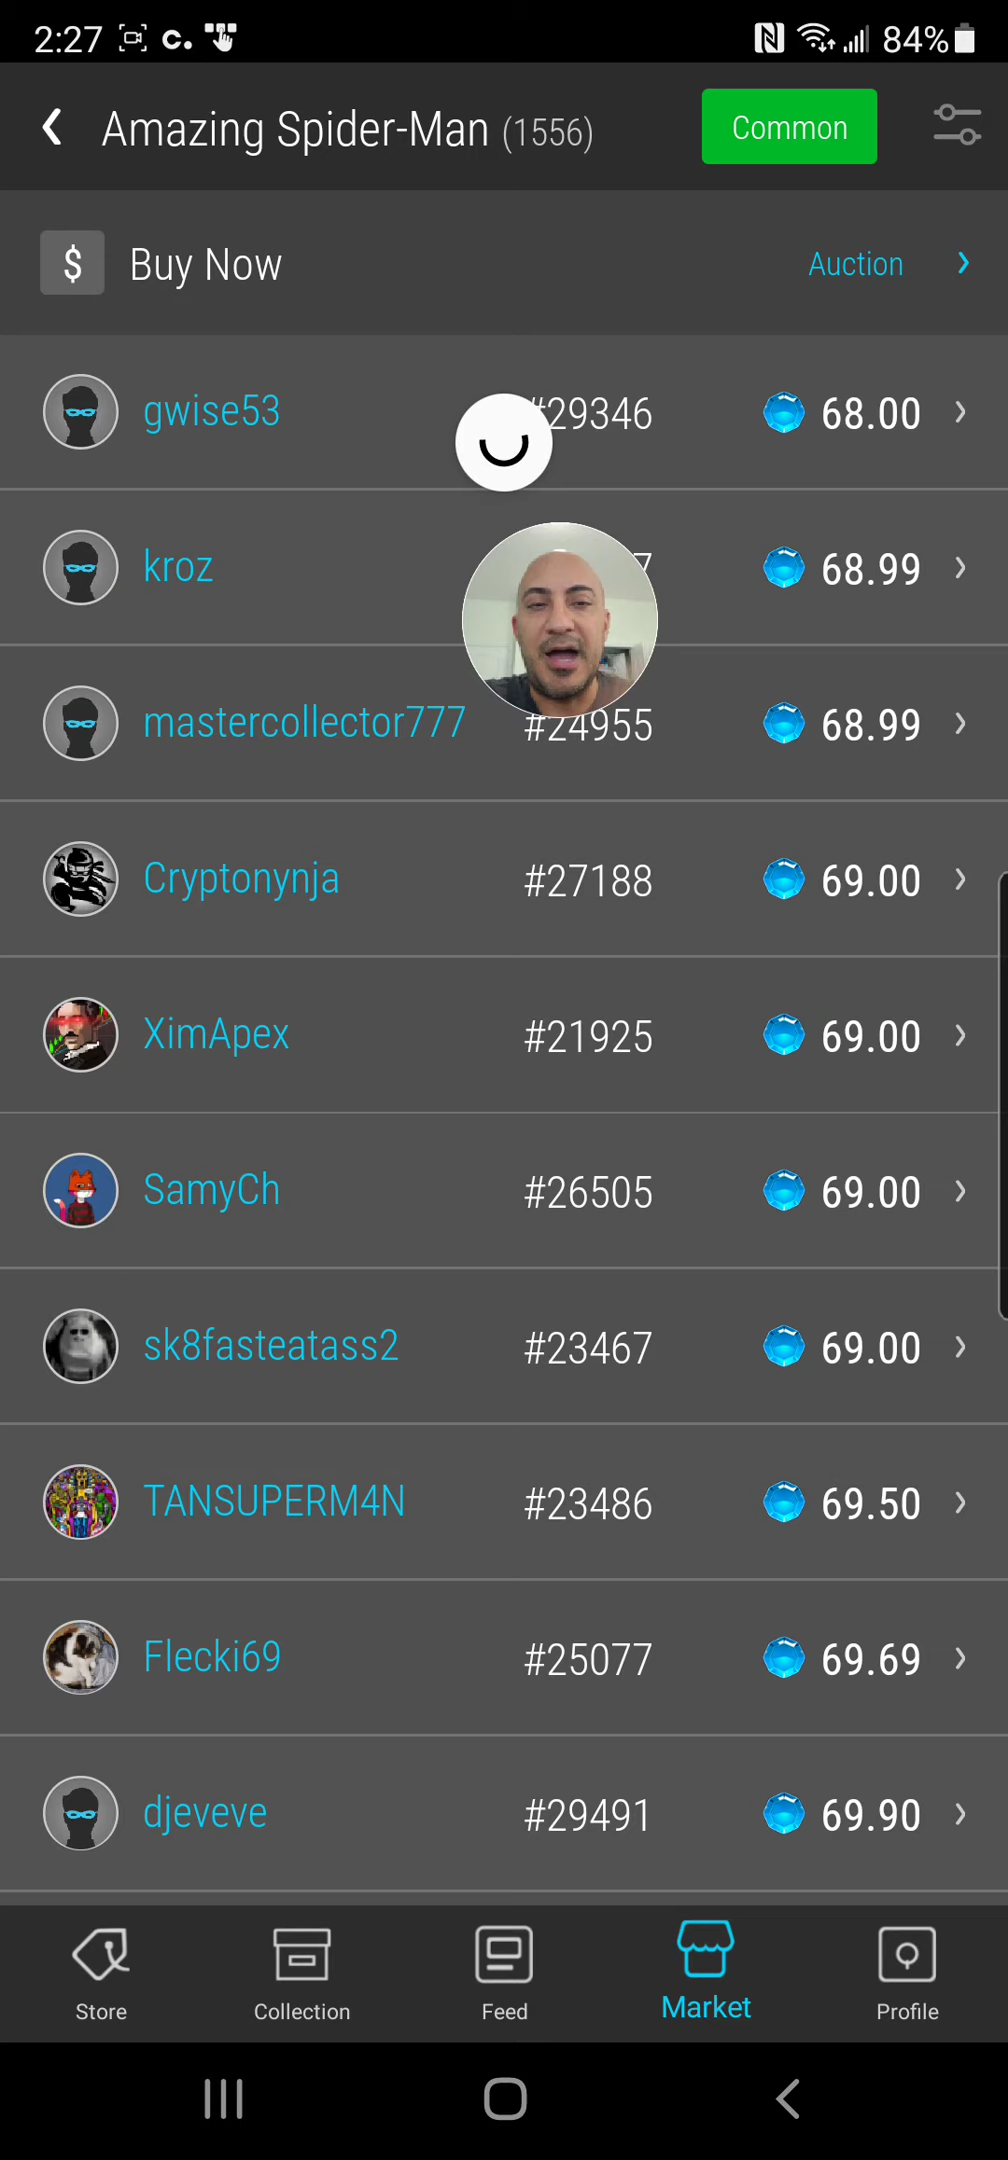 2:27 c. 84%
Amazing Spider-Man (1556) Common
$ Buy Now Auction
gwise53 #29346 68.00
kroz 68.99
mastercollector777 #24955 68.99
Cryptonynja #27188 69.00
XimApex #21925 69.00
SamyCh #26505 69.00
sk8fasteatass2 #23467 69.00
TANSUPERM4N #23486 69.50
Flecki69 #25077 69.69
djeveve #29491 69.90
Store Collection Feed Market Profile